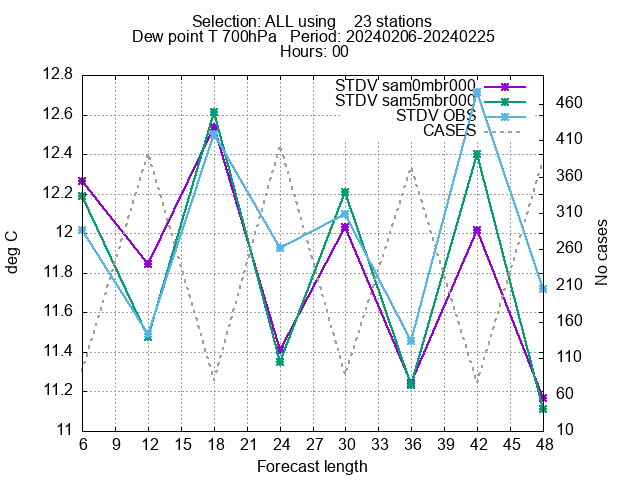 Selection: ALL using 23 stations
Dew point T 700hPa Period: 20240206-20240225
Hours: 00
12.8
12.6
12.4
12.2
12
11.8
11.6
11.4
11.2
11
deg C
STDV sam0mbr000
STDV sam5mbr000
STDV OBS
CASES
460
410
360
310
260
210
160
110
60
10
No cases
6 9 12 15 18 21 24 27 30 33 36 39 42 45 48
Forecast length